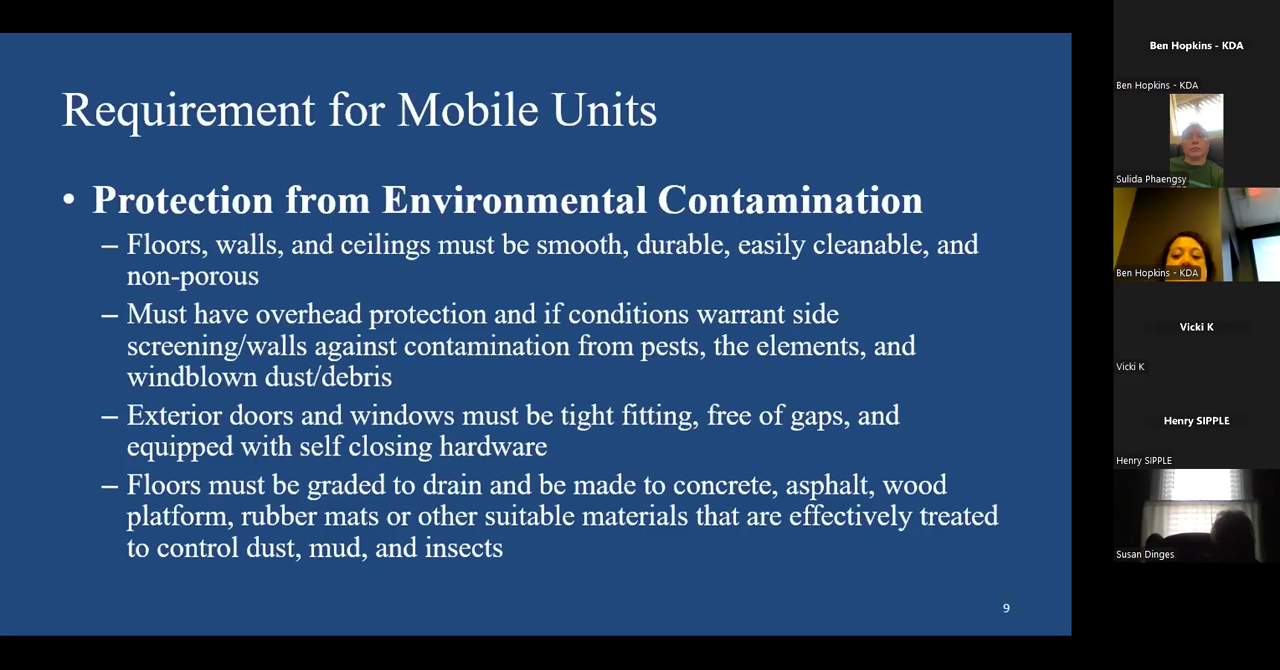 Requirement for Mobile Units
• Protection from Environmental Contamination
– Floors, walls, and ceilings must be smooth, durable, easily cleanable, and
non-porous
– Must have overhead protection and if conditions warrant side
screening/walls against contamination from pests, the elements, and
windblown dust/debris
– Exterior doors and windows must be tight fitting, free of gaps, and
equipped with self closing hardware
– Floors must be graded to drain and be made to concrete, asphalt, wood
platform, rubber mats or other suitable materials that are effectively treated
to control dust, mud, and insects
9
Ben Hopkins - KDA
Ben Hopkins - KDA
Sulida Phaengsy
Ben Hopkins - KDA
Vicki K
Vicki K
Henry SIPPLE
Henry SIPPLE
Susan Dinges